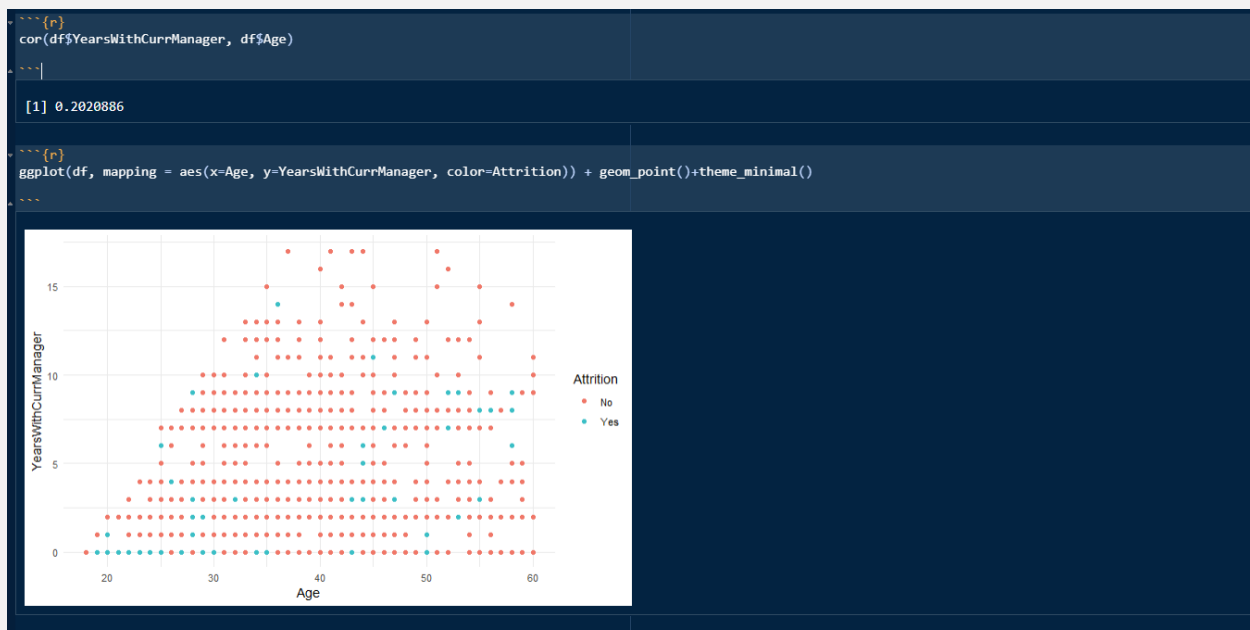 ```{r}
cor(df$YearsWithCurrManager, df$Age)
```
[1] 0.2020886
```{r}
ggplot(df, mapping = aes(x=Age, y=YearsWithCurrManager, color=Attrition)) + geom_point()+theme_minimal()
```
15
10
5
0
YearsWithCurrManager
20 30 40 50 60
Age
Attrition
No
Yes